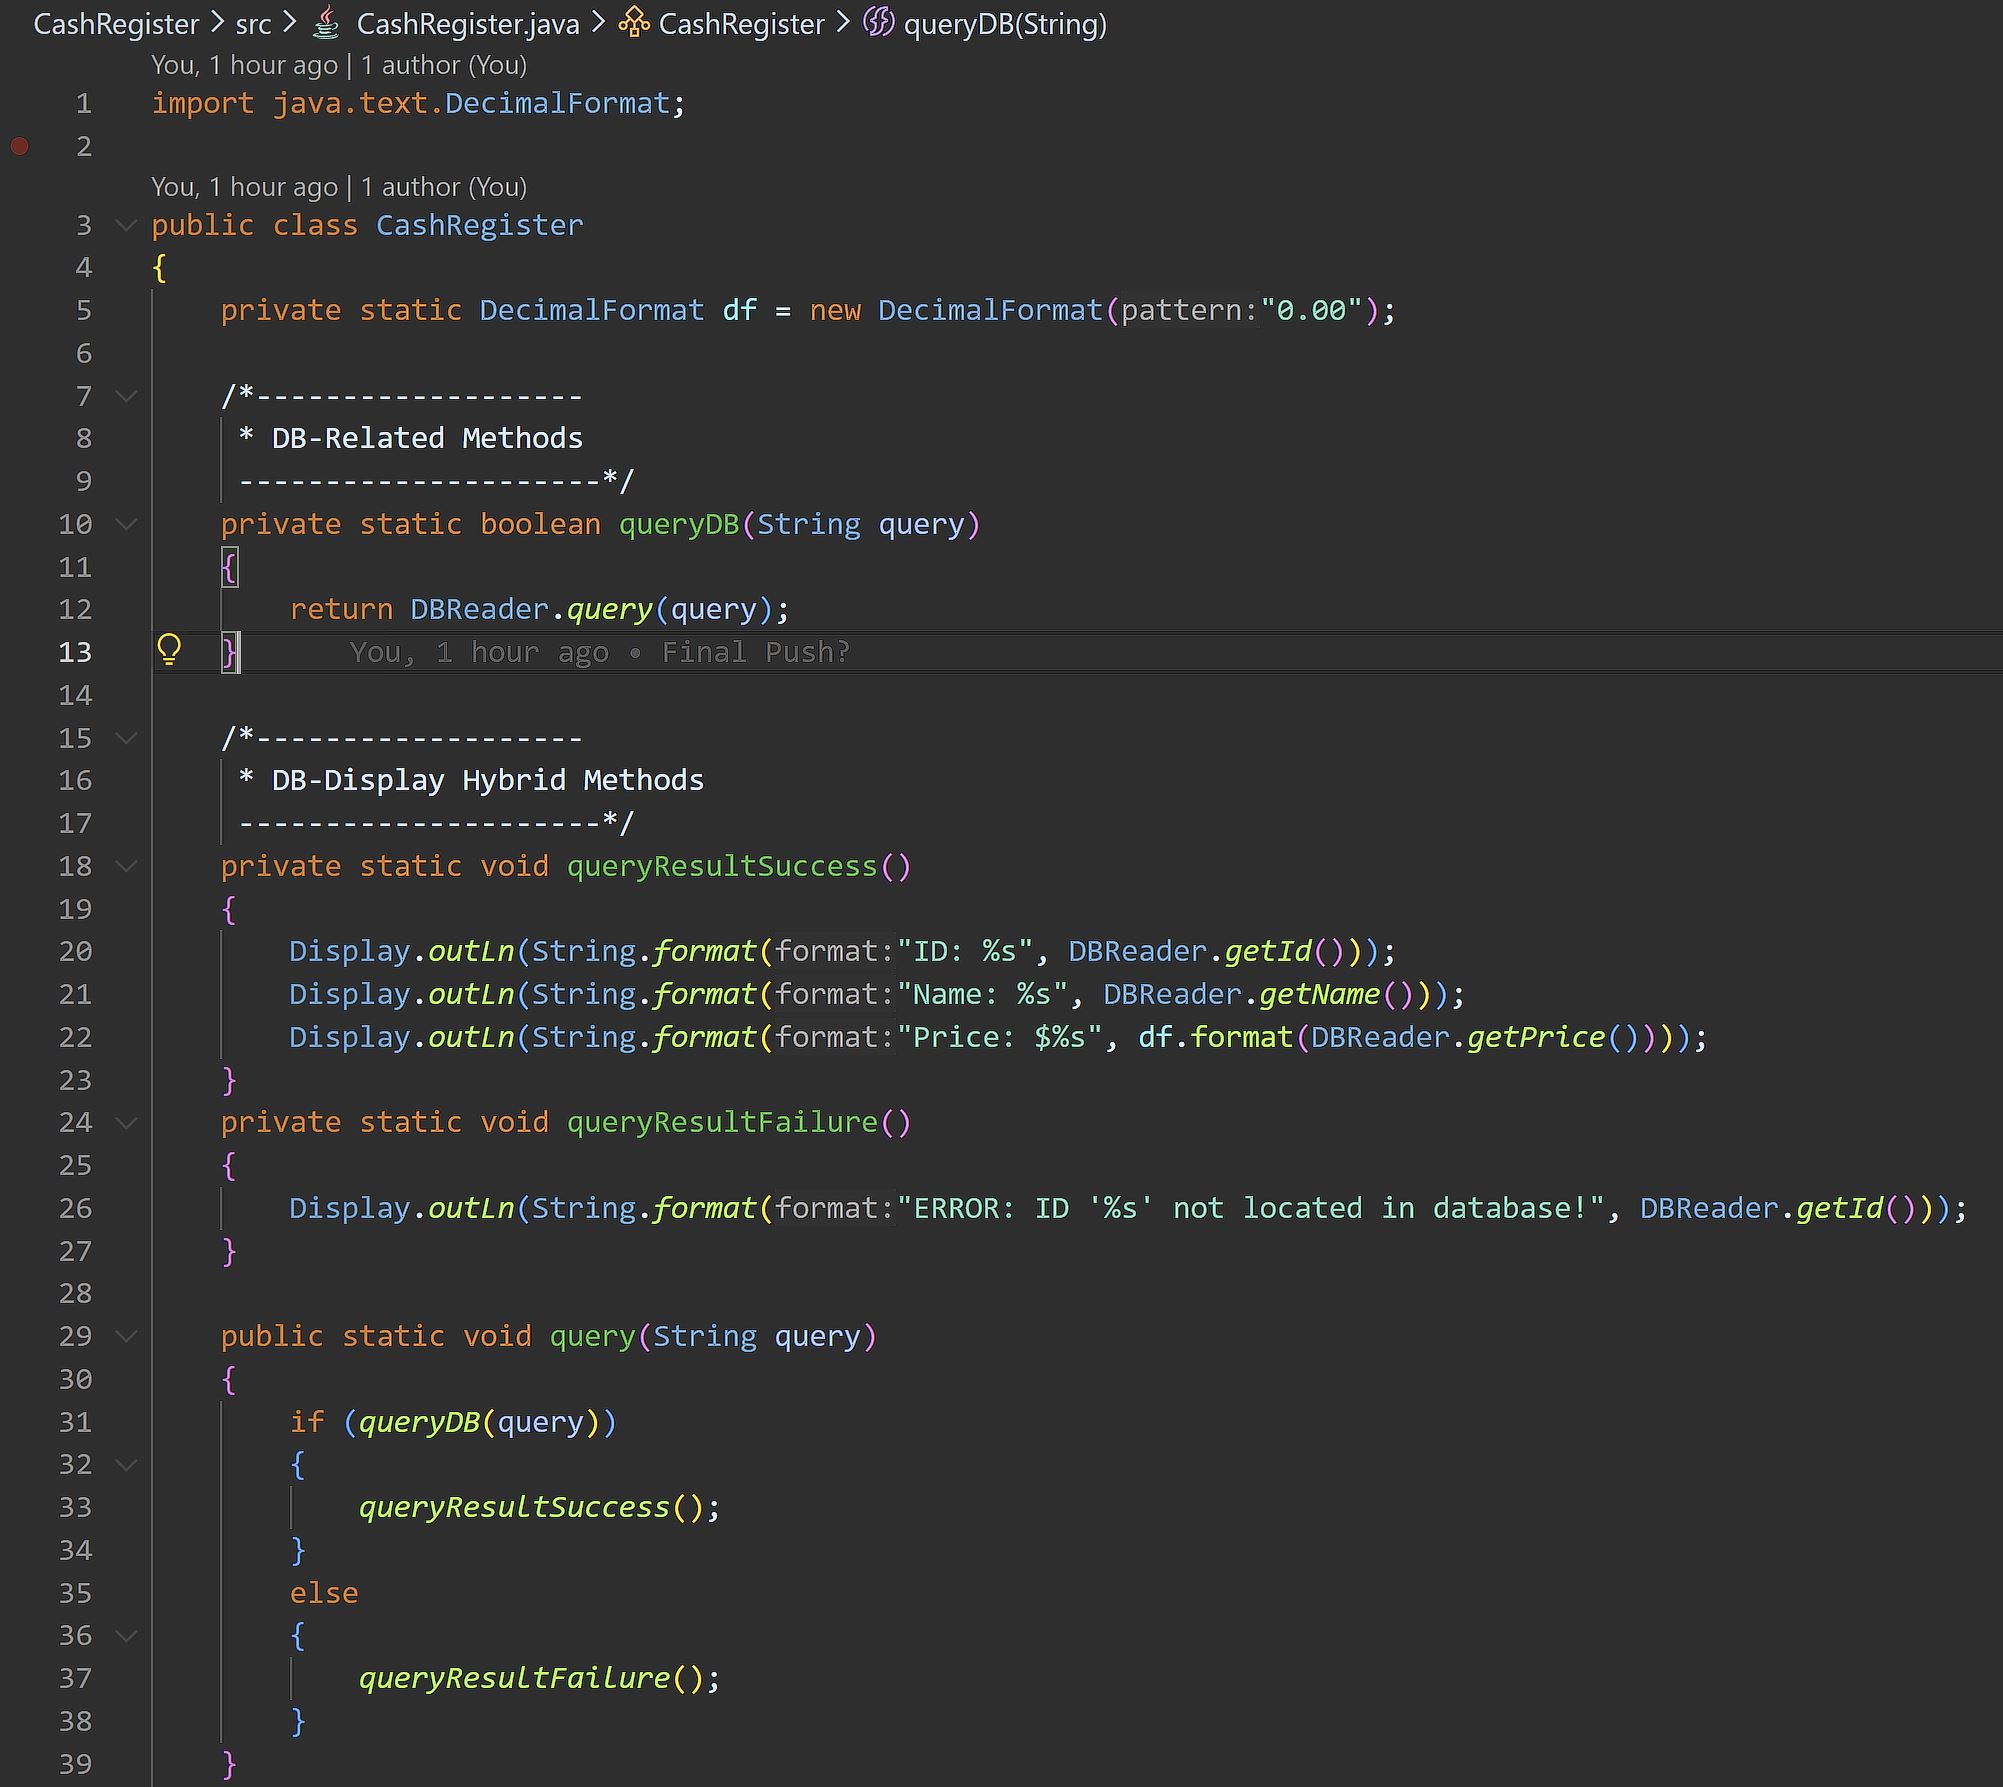 CashRegister > src > CashRegister.java > CashRegister > queryDB(String)
You, 1 hour ago | 1 author (You)
1 import java.text.DecimalFormat;
2
You, 1 hour ago | 1 author (You)
3 public class CashRegister
4 {
5 private static DecimalFormat df = new DecimalFormat(pattern:"0.00");
6
7 /*-------------------
8 * DB-Related Methods
9 ---------------------*/
10 private static boolean queryDB(String query)
11 {
12 return DBReader.query(query);
13 } You, 1 hour ago • Final Push?
14
15 /*-------------------
16 * DB-Display Hybrid Methods
17 ---------------------*/
18 private static void queryResultSuccess()
19 {
20 Display.outLn(String.format(format:"ID: %s", DBReader.getId()));
21 Display.outLn(String.format(format:"Name: %s", DBReader.getName()));
22 Display.outLn(String.format(format:"Price: $%s", df.format(DBReader.getPrice())));
23 }
24 private static void queryResultFailure()
25 {
26 Display.outLn(String.format(format:"ERROR: ID '%s' not located in database!", DBReader.getId()));
27 }
28
29 public static void query(String query)
30 {
31 if (queryDB(query))
32 {
33 queryResultSuccess();
34 }
35 else
36 {
37 queryResultFailure();
38 }
39 }